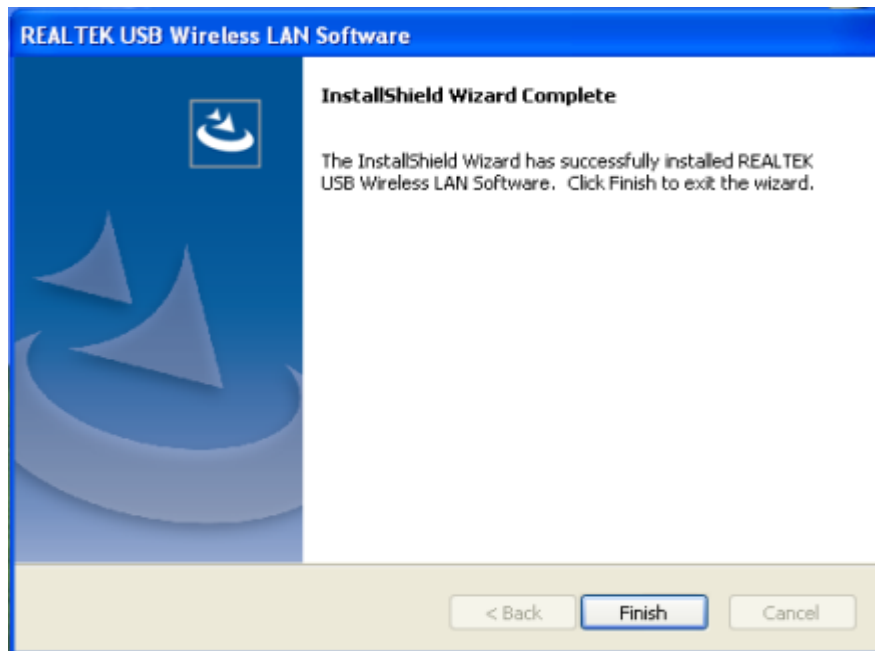 REALTEK USB Wireless LAN Software
InstallShield Wizard Complete
The InstallShield Wizard has successfully installed REALTEK
USB Wireless LAN Software. Click Finish to exit the wizard.
< Back Finish Cancel